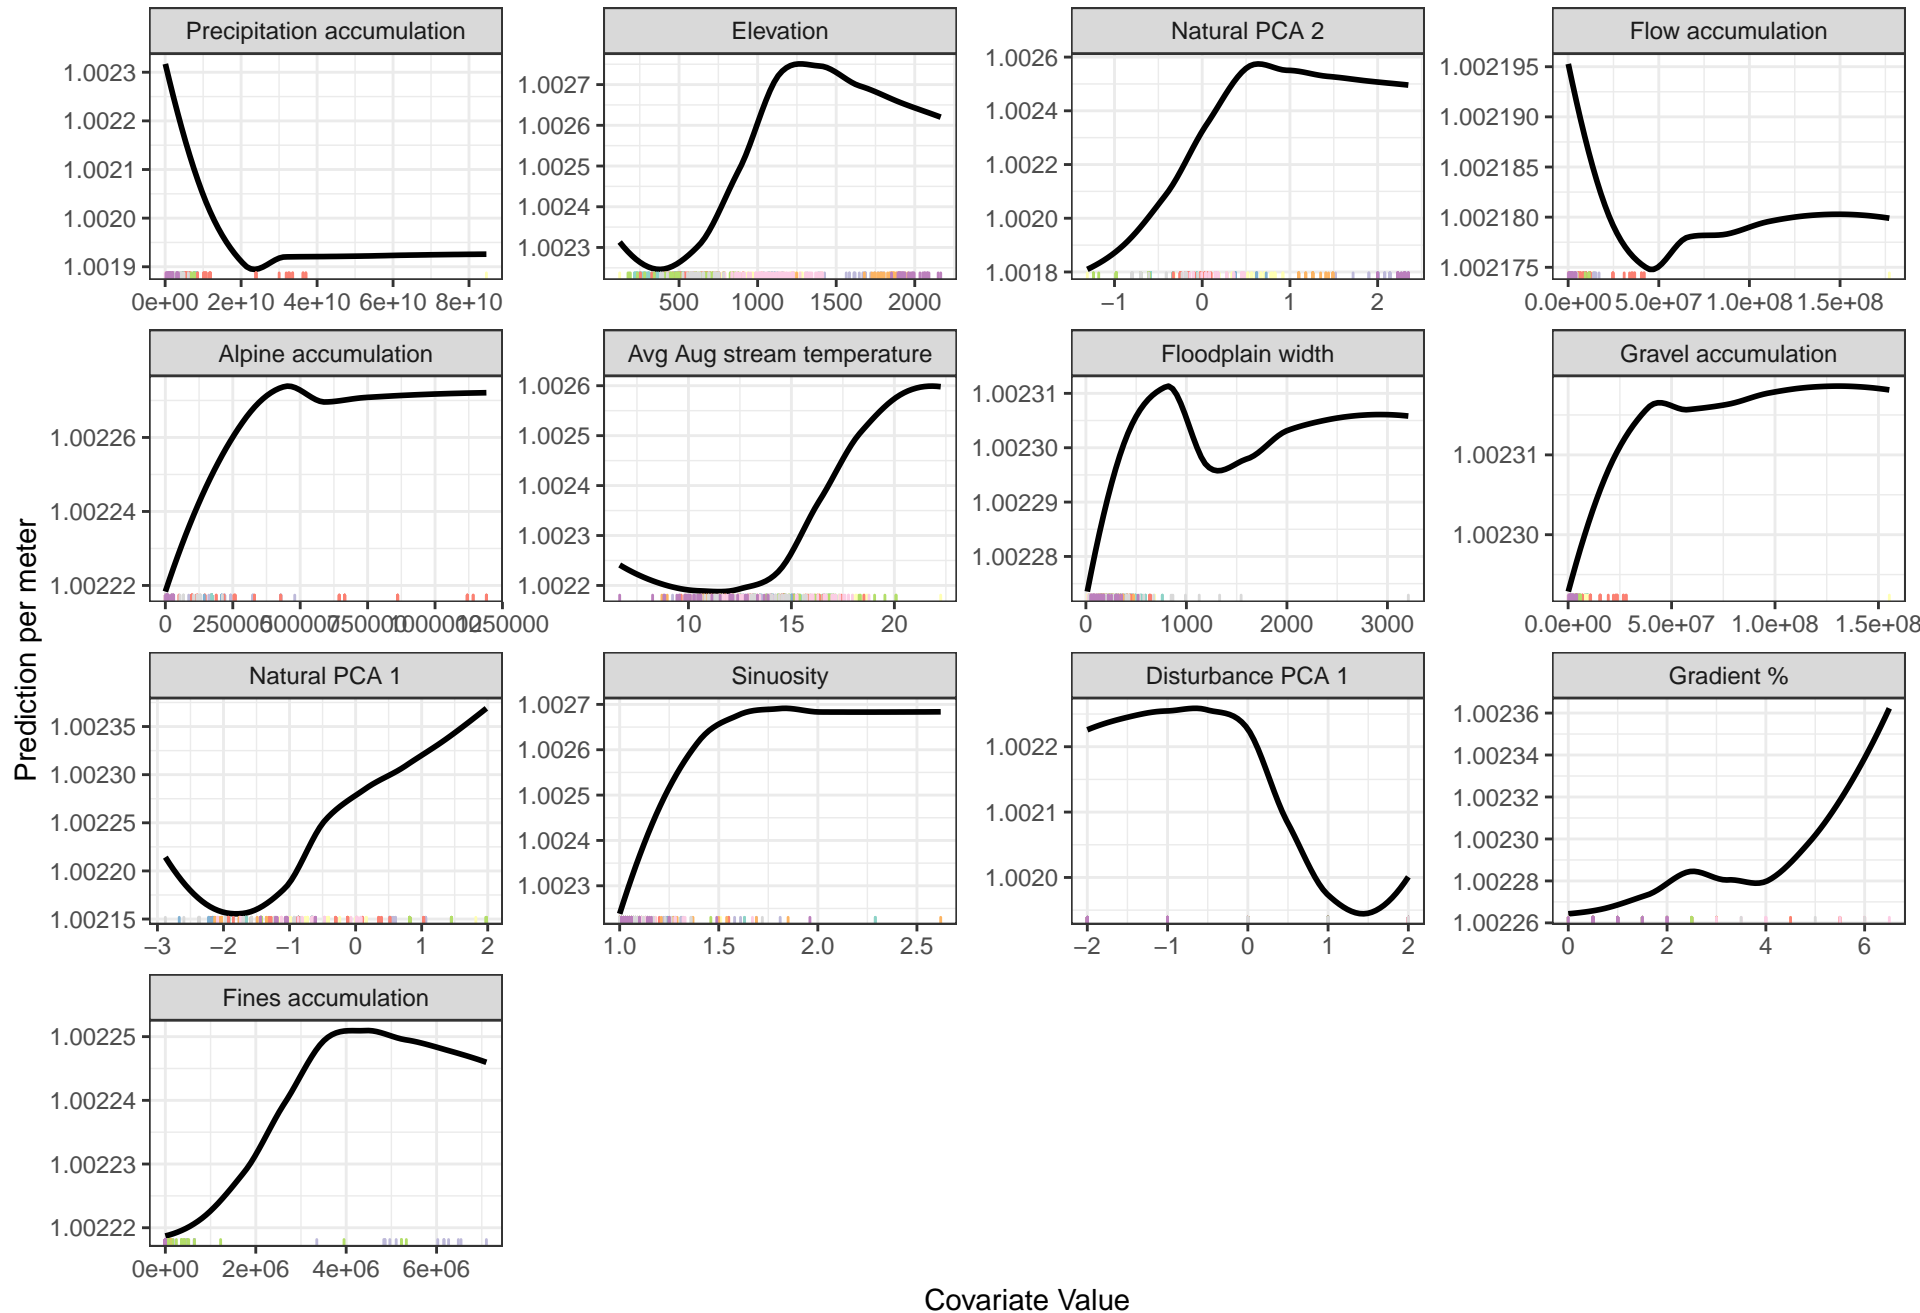 Precipitation accumulation
Elevation
Natural PCA 2
Flow accumulation
1.0023
1.0022
1.0021
1.0020
1.0019
0e+00 2e+10 4e+10 6e+10 8e+10
1.0027
1.0026
1.0025
1.0024
1.0023
500 1000 1500 2000
1.0026
1.0024
1.0022
1.0020
1.0018
−1 0 1 2
1.002195
1.002190
1.002185
1.002180
1.002175
0.0e+00 5.0e+07 1.0e+08 1.5e+08
Alpine accumulation
Avg Aug stream temperature
Floodplain width
Gravel accumulation
1.00226
1.00224
1.00222
0 250000 500000 750000 1000000 1250000
1.0026
1.0025
1.0024
1.0023
1.0022
10 15 20
1.00231
1.00230
1.00229
1.00228
0 1000 2000 3000
1.00231
1.00230
0.0e+00 5.0e+07 1.0e+08 1.5e+08
Prediction per meter
Natural PCA 1
Sinuosity
Disturbance PCA 1
Gradient %
1.00235
1.00230
1.00225
1.00220
1.00215
−3 −2 −1 0 1 2
1.0027
1.0026
1.0025
1.0024
1.0023
1.0 1.5 2.0 2.5
1.0022
1.0021
1.0020
−2 −1 0 1 2
1.00236
1.00234
1.00232
1.00230
1.00228
1.00226
0 2 4 6
Fines accumulation
1.00225
1.00224
1.00223
1.00222
0e+00 2e+06 4e+06 6e+06
Covariate Value